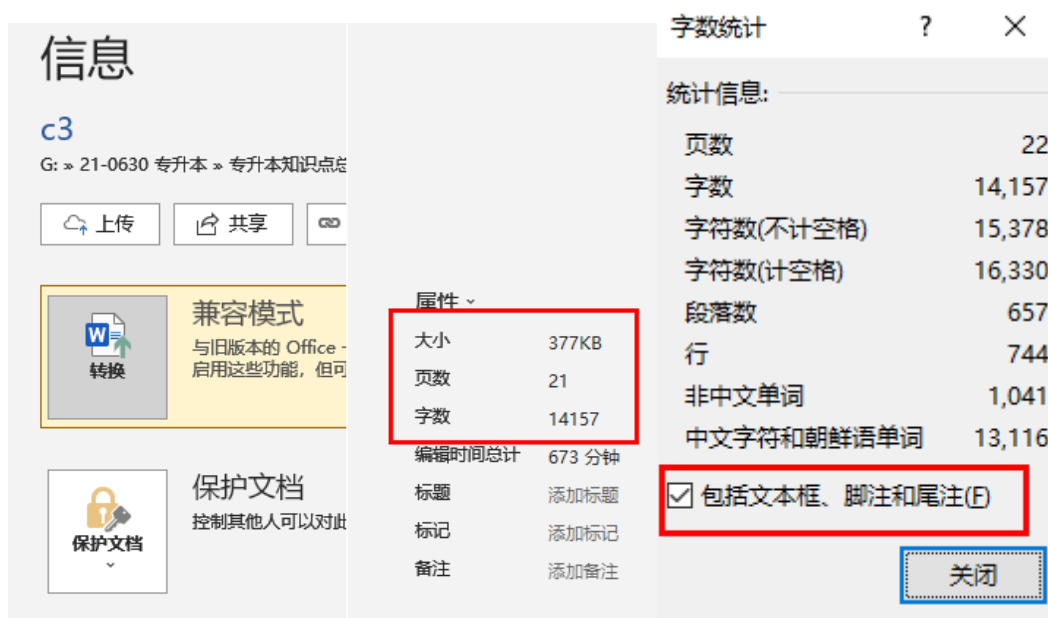 信息
c3
G: » 21-0630 专升本 » 专升本知识点总
上传
共享
兼容模式
与旧版本的 Office
启用这些功能，但可
转换
保护文档
控制其他人可以对此
保护文档
属性
大小 377KB
页数 21
字数 14157
编辑时间总计 673 分钟
标题 添加标题
标记 添加标记
备注 添加备注
字数统计 ? ×
统计信息:
页数 22
字数 14,157
字符数(不计空格) 15,378
字符数(计空格) 16,330
段落数 657
行 744
非中文单词 1,041
中文字符和朝鲜语单词 13,116
包括文本框、脚注和尾注(F)
关闭